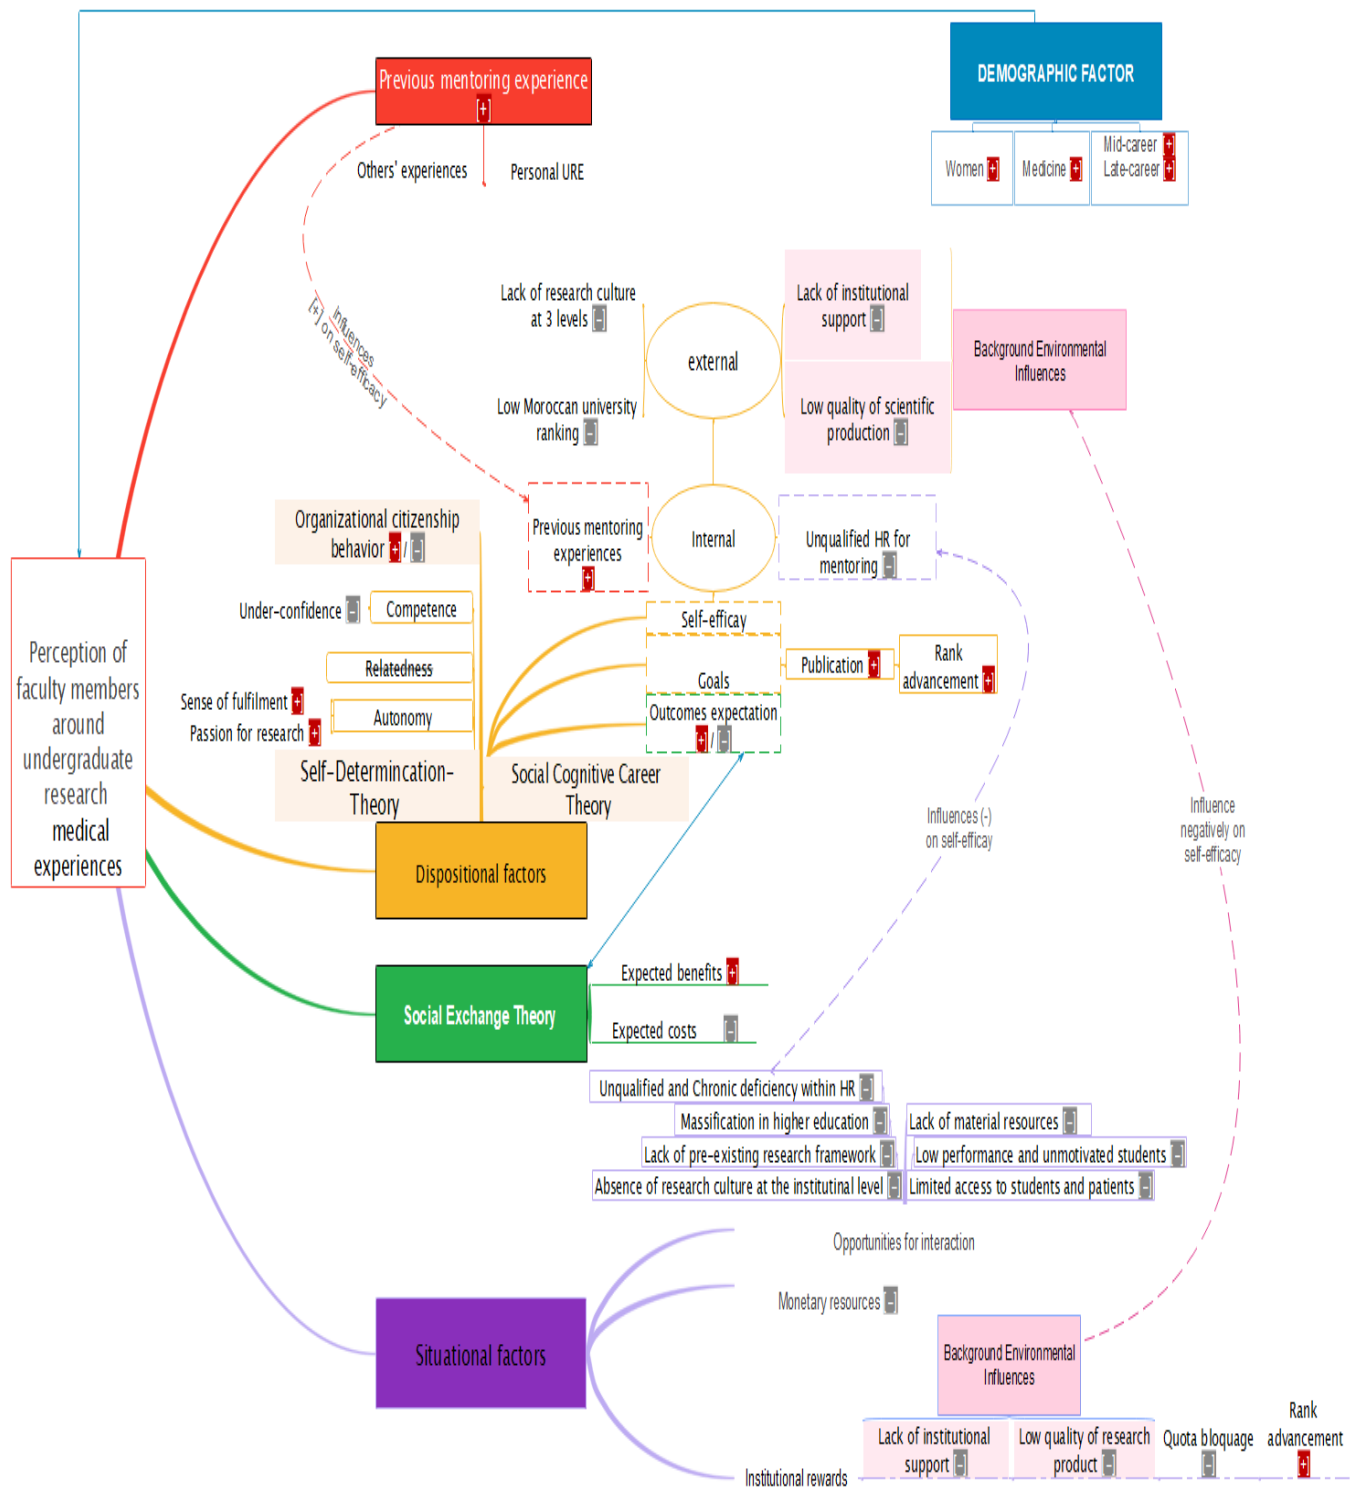 DEMOGRAPHIC FACTOR
Women [+]
Medicine [+]
Mid-career [+]
Late-career [+]
Previous mentoring experience
[+]
Others' experiences
Personal URE
influences
[+] on self-efficacy
Lack of research culture
at 3 levels [-]
Low Moroccan university
ranking [-]
external
Lack of institutional
support [-]
Low quality of scientific
production [-]
Background Environmental
Influences
Previous mentoring
experiences
[+]
Internal
Unqualified HR for
mentoring [-]
Organizational citizenship
behavior [+] / [-]
Under-confidence [-]
Competence
Relatedness
Sense of fulfilment [+]
Passion for research [+]
Autonomy
Self-efficay
Goals
Publication [+]
Rank
advancement [+]
Outcomes expectation
[+] / [-]
Self-Determincation-
Theory
Social Cognitive Career
Theory
Perception of
faculty members
around
undergraduate
research
medical
experiences
Dispositional factors
Influences (-)
on self-efficay
Influence
negatively on
self-efficacy
Social Exchange Theory
Expected benefits [+]
Expected costs [-]
Unqualified and Chronic deficiency within HR [-]
Massification in higher education [-]
Lack of pre-existing research framework [-]
Absence of research culture at the institutinal level [-]
Lack of material resources [-]
Low performance and unmotivated students [-]
Limited access to students and patients [-]
Opportunities for interaction
Monetary resources [-]
Situational factors
Background Environmental
Influences
Institutional rewards
Lack of institutional
support [-]
Low quality of research
product [-]
Quota bloquage
[-]
Rank
advancement
[+]